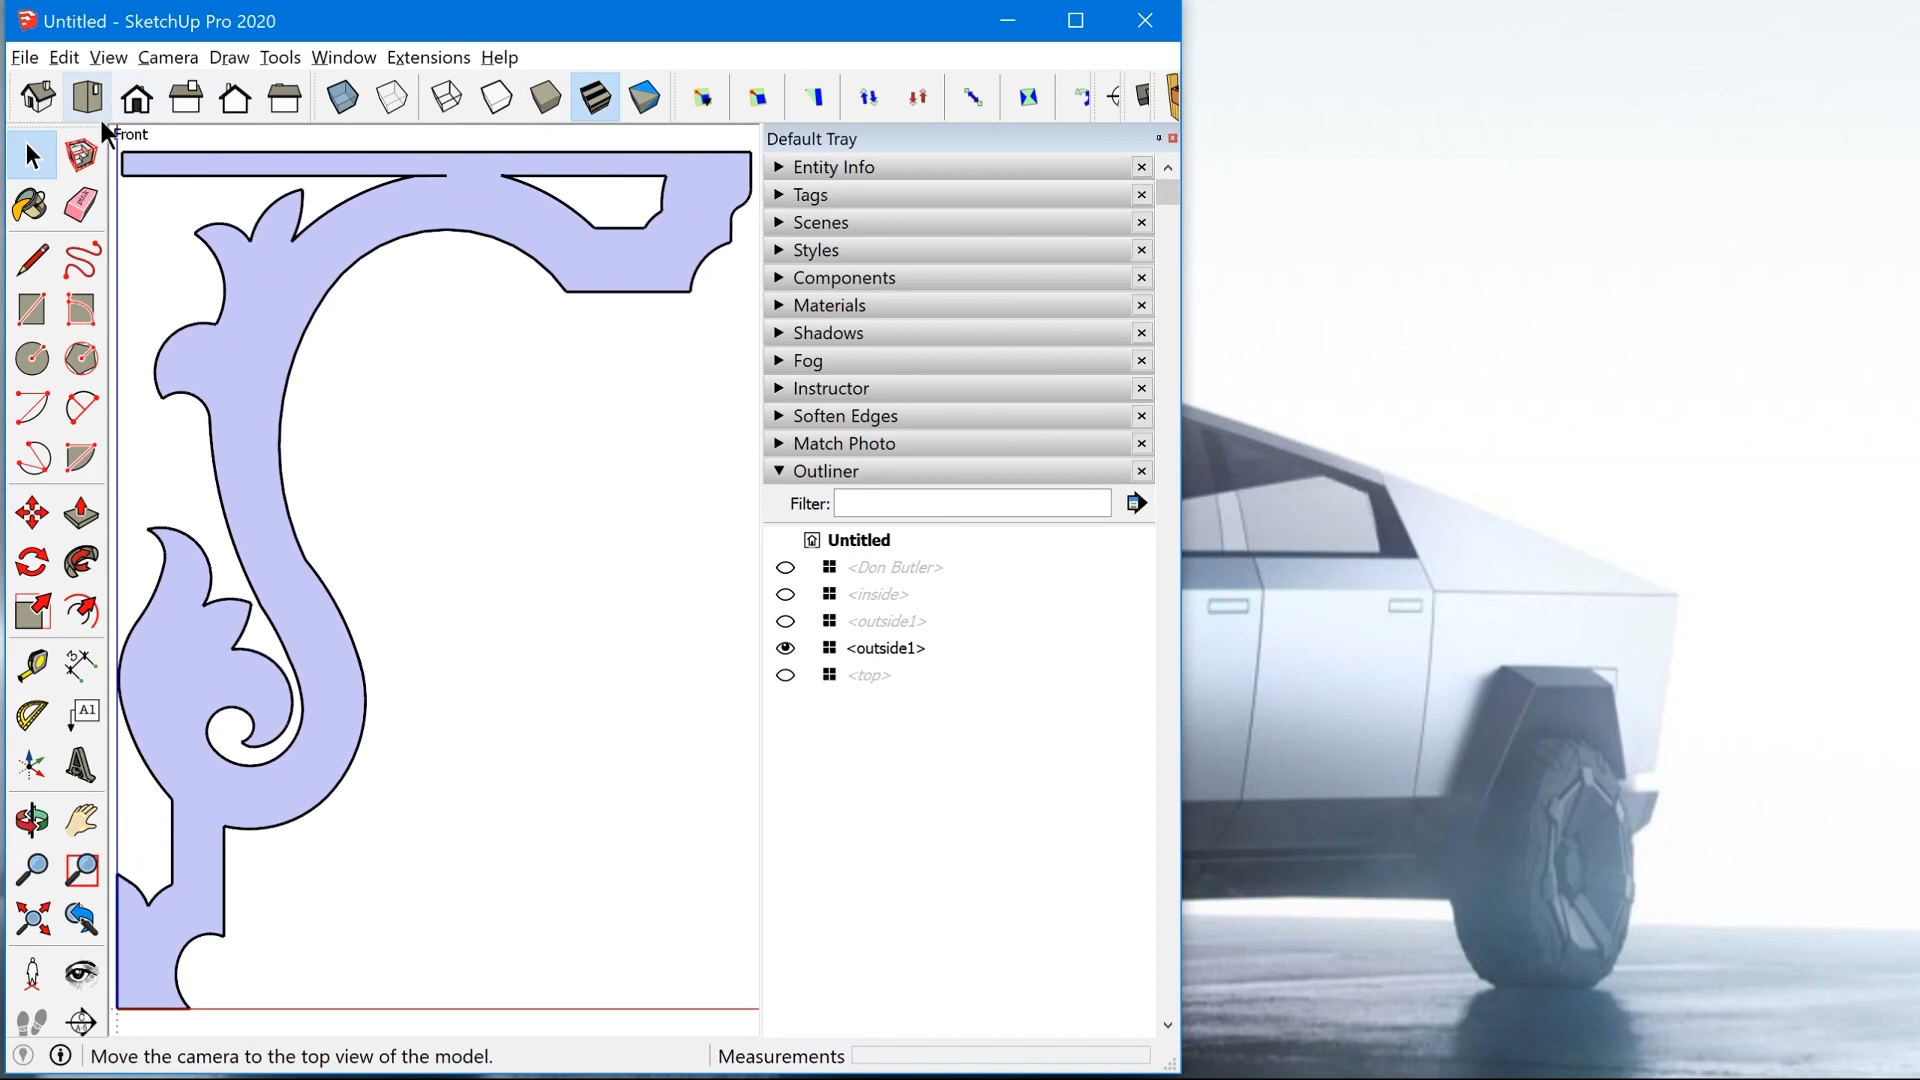 Untitled - SketchUp Pro 2020
File Edit View Camera Draw Tools Window Extensions Help
Front
Default Tray
Entity Info
Tags
Scenes
Styles
Components
Materials
Shadows
Fog
Instructor
Soften Edges
Match Photo
Outliner
Filter:
Untitled
<Don Butler>
<inside>
<outside1>
<outside1>
<top>
A1
Move the camera to the top view of the model.
Measurements